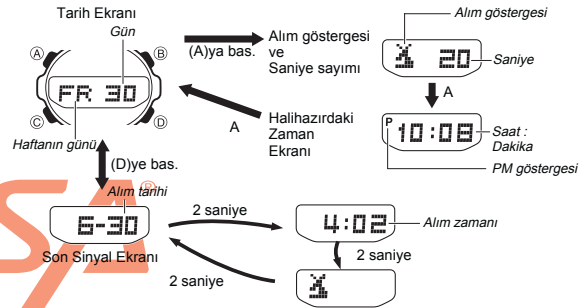 Tarih Ekranı
Gün
A
B
C
D
FR 30
Haftanın günü
(A)ya bas.
Alım göstergesi
ve
Saniye sayımı
Alım göstergesi
20
Saniye
A
A
Halihazırdaki
Zaman
Ekranı
P
10:08
Saat :
Dakika
PM göstergesi
(D)ye bas.
Alım tarihi
6-30
Son Sinyal Ekranı
2 saniye
4:02
Alım zamanı
2 saniye
2 saniye
SA®